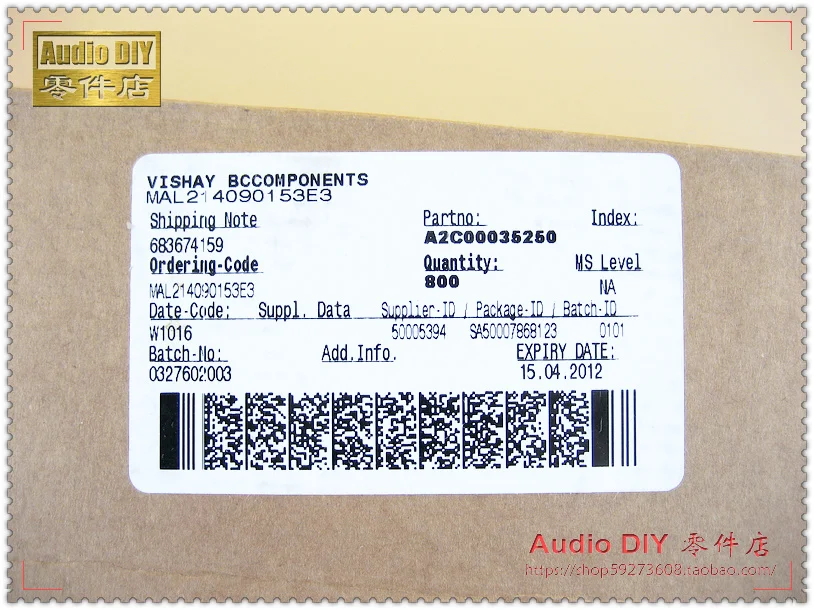 Audio DIY
零件店
VISHAY BCCOMPONENTS
MAL214090153E3
Shipping Note Partno: Index:
683674159 A2C00035250
Ordering-Code Quantity: MS Level
800
MAL214090153E3 NA
Date-Code: Suppl. Data Supplier-ID / Package-ID / Batch-ID
W1016 50005394 SA50007868123 0101
Batch-No: Add.Info. EXPIRY DATE:
0327602003 15.04.2012
Audio DIY 零件店
https://shop59273608.taobao.com/